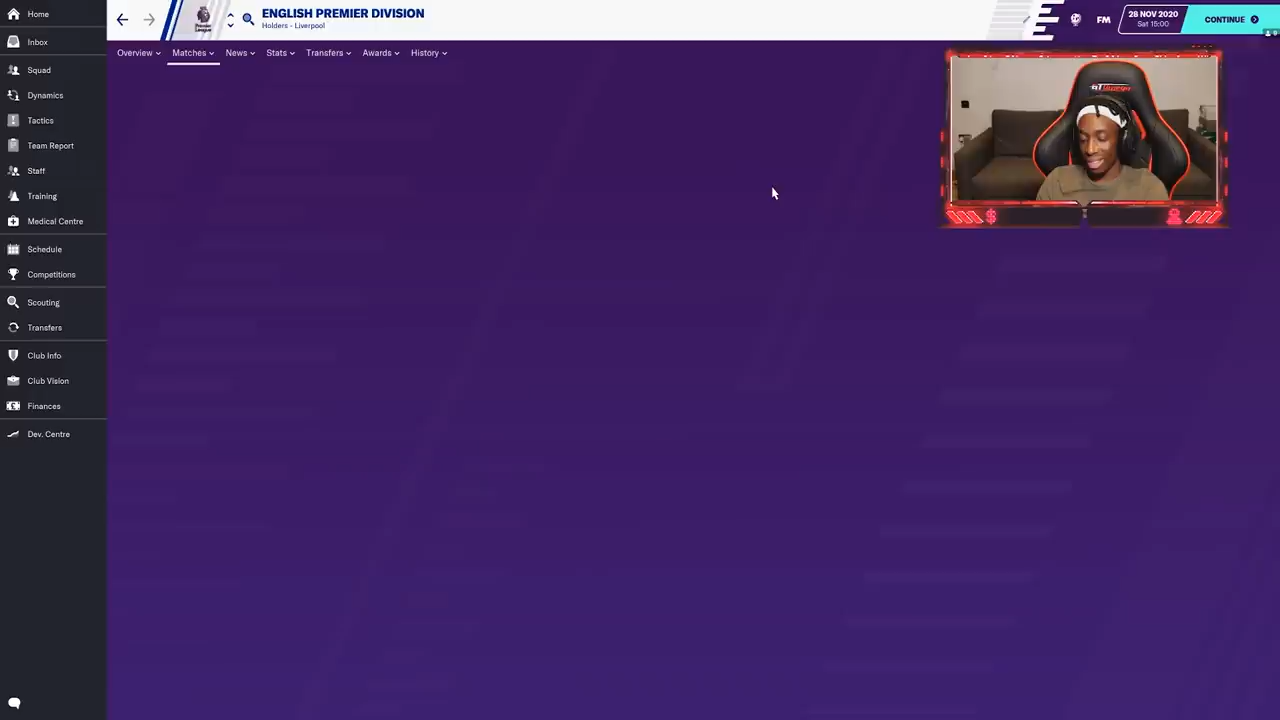 Home
Inbox
Squad
Dynamics
Tactics
Team Report
Staff
Training
Medical Centre
Schedule
Competitions
Scouting
Transfers
Club Info
Club Vision
Finances
Dev. Centre
Premier League
ENGLISH PREMIER DIVISION
Holders - Liverpool
FM
28 NOV 2020
Sat 15:00
CONTINUE
Overview
Matches
News
Stats
Transfers
Awards
History